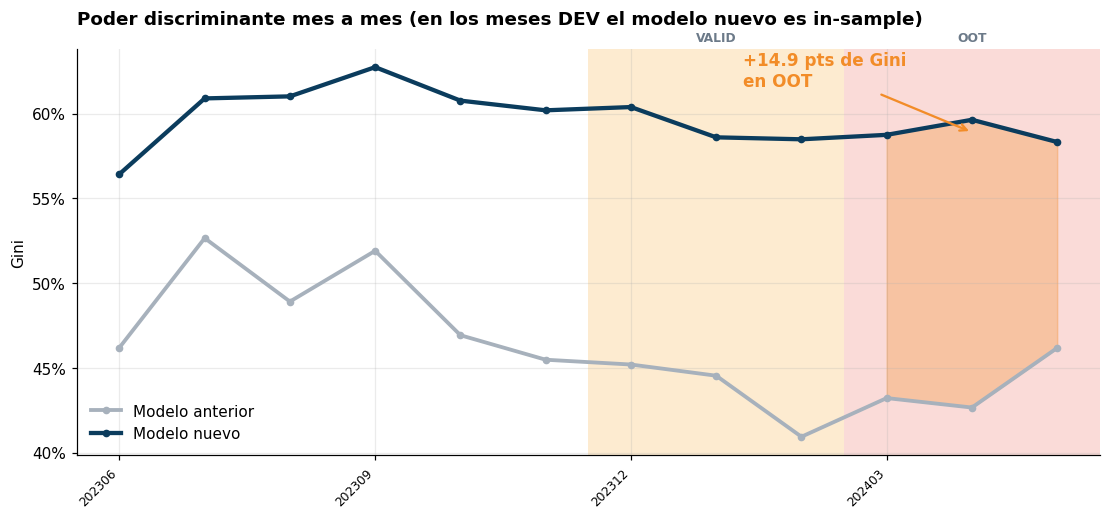 Poder discriminante mes a mes (en los meses DEV el modelo nuevo es in-sample)
VALID
OOT
+14.9 pts de Gini
en OOT
60%
55%
50%
45%
40%
Gini
Modelo anterior
Modelo nuevo
202306
202309
202312
202403